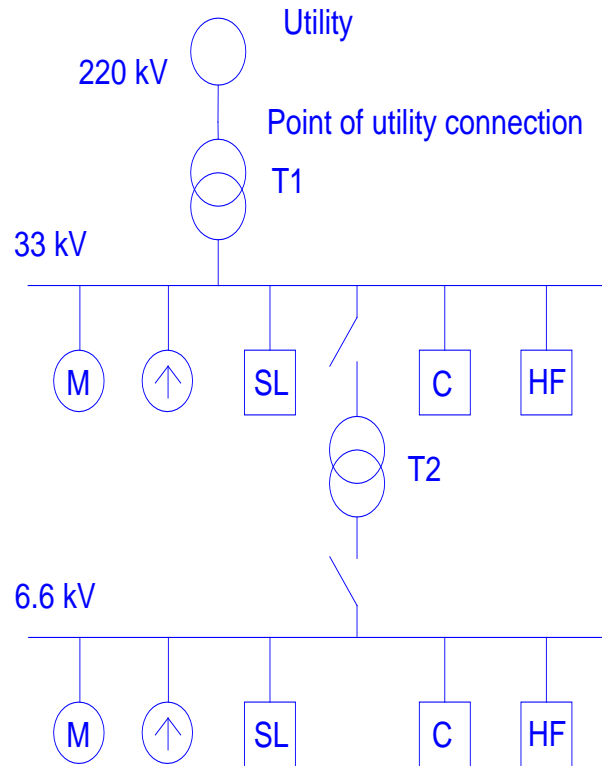 Utility
220 kV
Point of utility connection
T1
33 kV
M SL C HF
T2
6.6 kV
M SL C HF